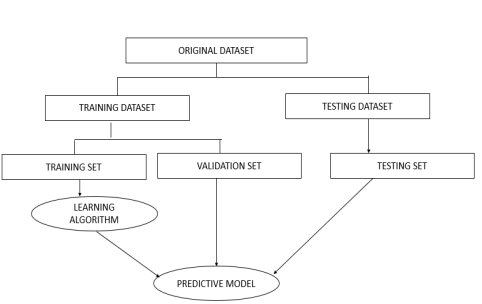 ORIGINAL DATASET
TRAINING DATASET
TESTING DATASET
TRAINING SET
VALIDATION SET
TESTING SET
LEARNING
ALGORITHM
PREDICTIVE MODEL